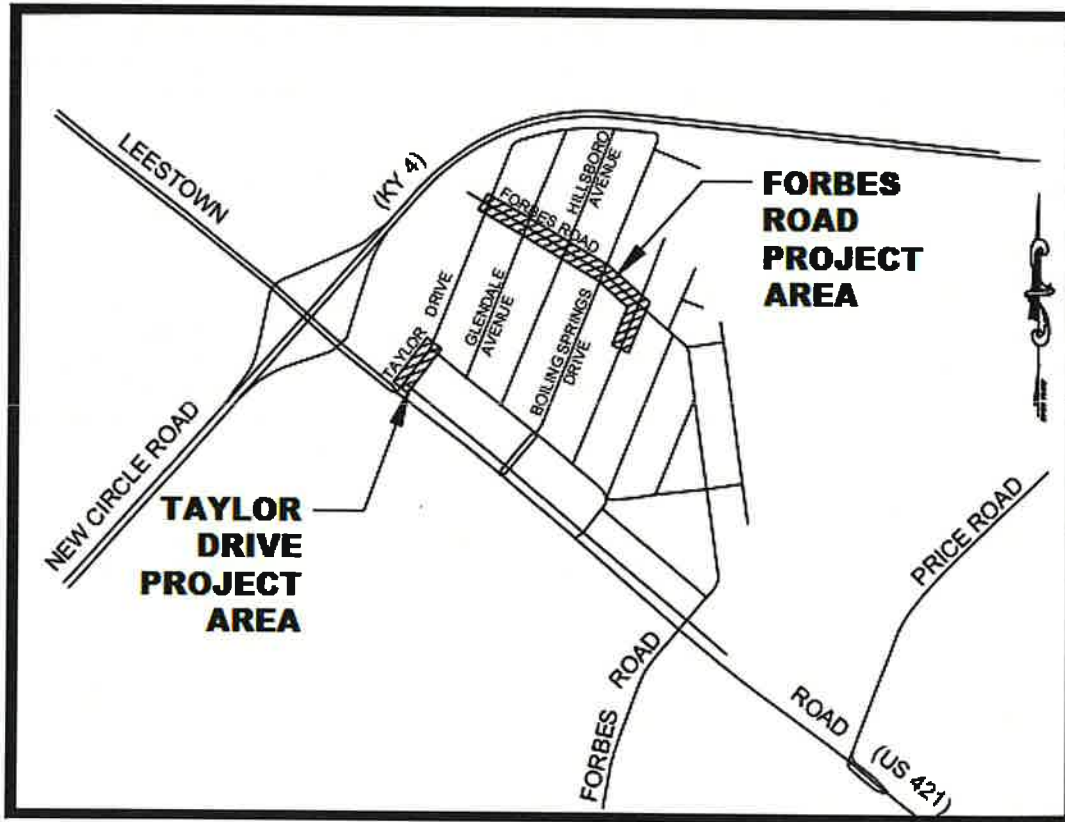 LEESTOWN
(KY 4)
HILLSBORO
AVENUE
FORBES ROAD
FORBES
ROAD
PROJECT
AREA
TAYLOR DRIVE
GLENDALE
AVENUE
BOILING SPRINGS
DRIVE
NEW CIRCLE ROAD
TAYLOR
DRIVE
PROJECT
AREA
PRICE ROAD
FORBES ROAD
ROAD
(US 421)